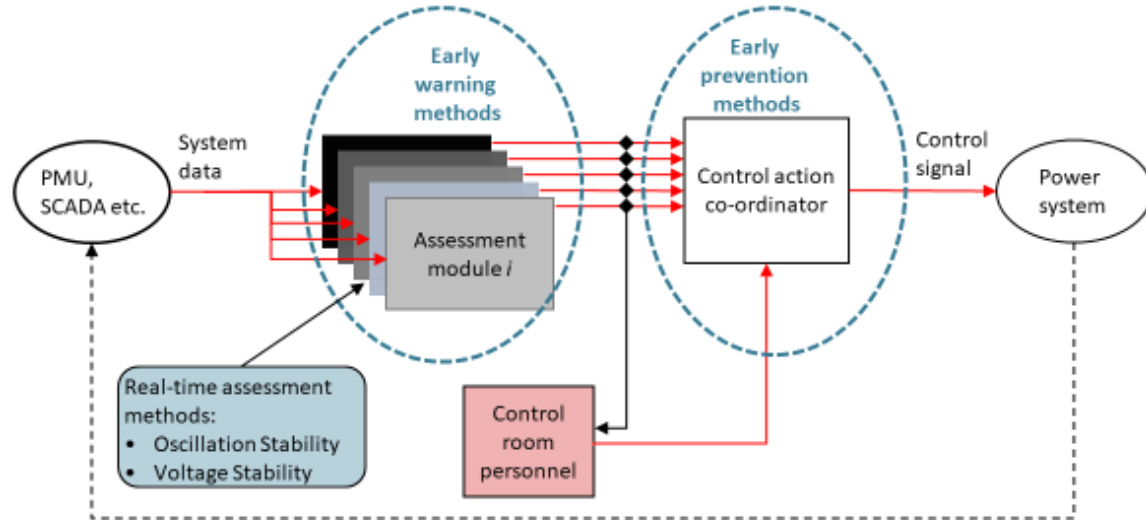 Early
warning
methods
Early
prevention
methods
System
data
Control
signal
PMU,
SCADA etc.
Control action
co-ordinator
Power
system
Assessment
module i
Real-time assessment
methods:
• Oscillation Stability
• Voltage Stability
Control
room
personnel